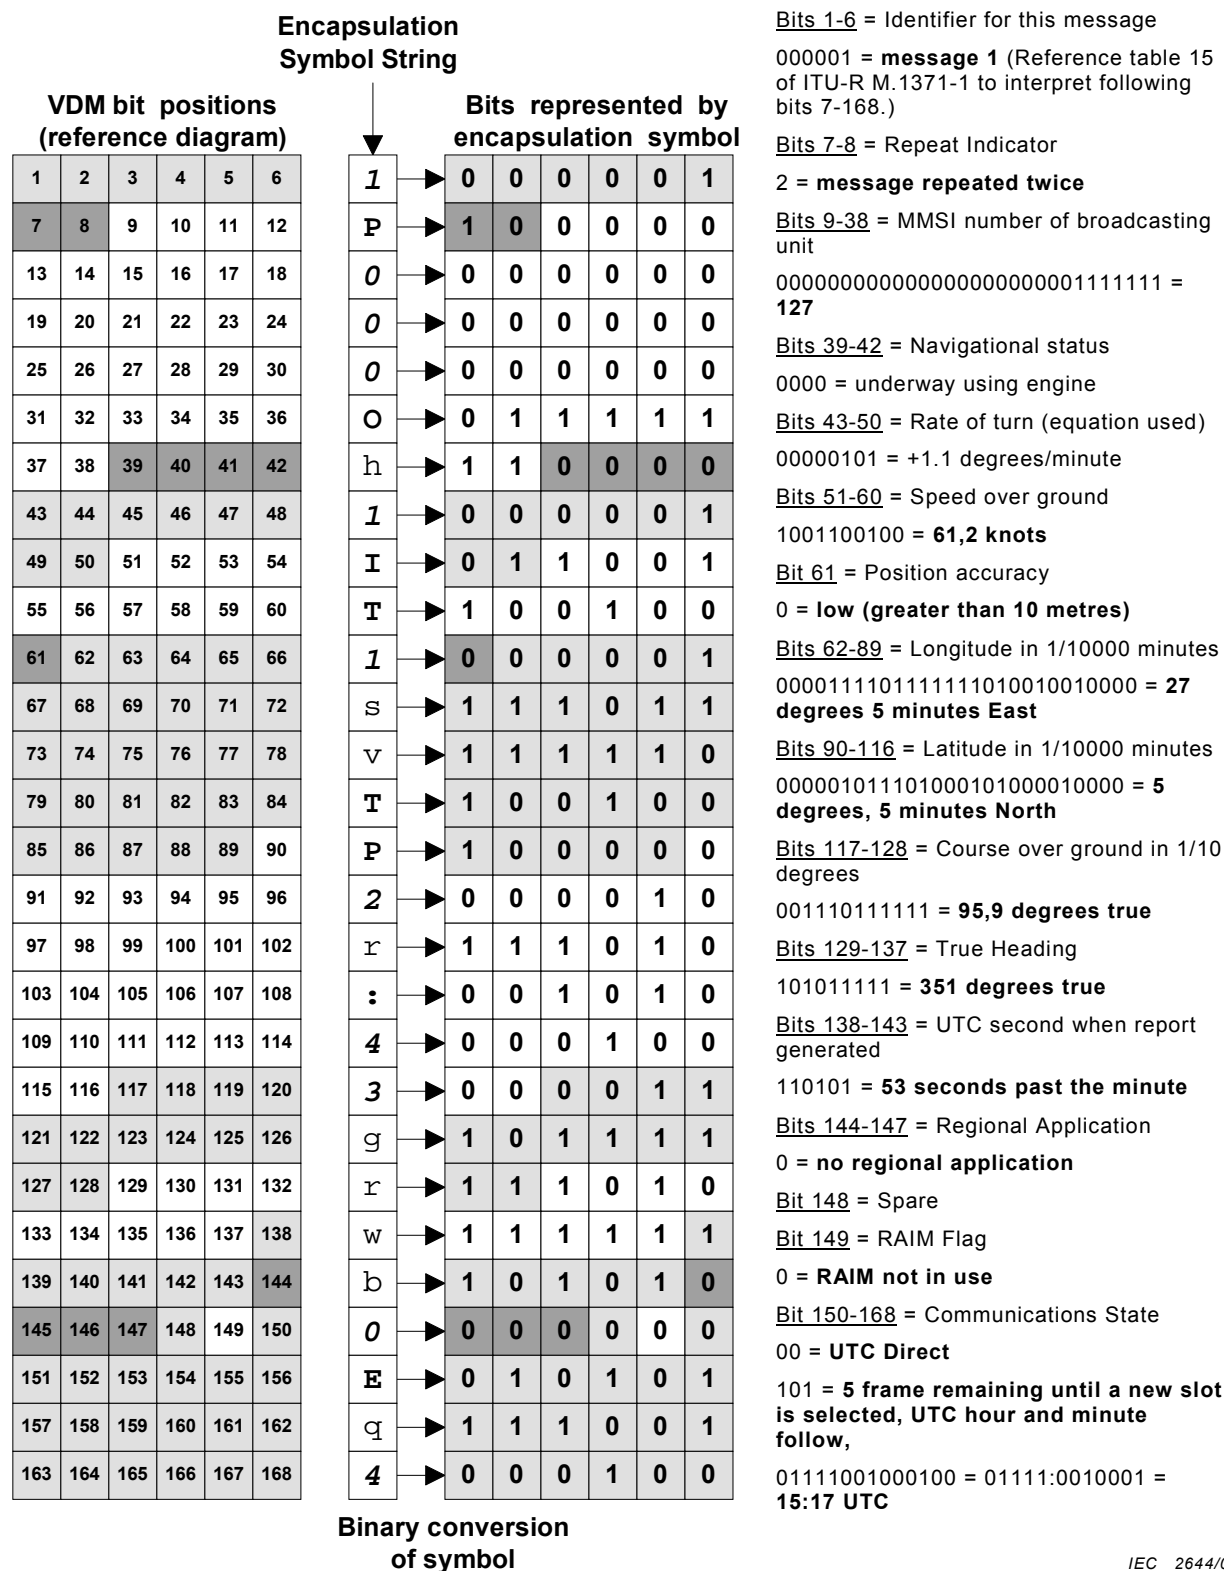 Encapsulation
Symbol String
VDM bit positions
(reference diagram)
Bits represented by
encapsulation symbol
1 2 3 4 5 6 1 0 0 0 0 0 1
7 8 9 10 11 12 P 1 0 0 0 0 0
13 14 15 16 17 18 0 0 0 0 0 0 0
19 20 21 22 23 24 0 0 0 0 0 0 0
25 26 27 28 29 30 0 0 0 0 0 0 0
31 32 33 34 35 36 O 0 1 1 1 1 1
37 38 39 40 41 42 h 1 1 0 0 0 0
43 44 45 46 47 48 1 0 0 0 0 0 1
49 50 51 52 53 54 I 0 1 1 0 0 1
55 56 57 58 59 60 T 1 0 0 1 0 0
61 62 63 64 65 66 1 0 0 0 0 0 1
67 68 69 70 71 72 s 1 1 1 0 1 1
73 74 75 76 77 78 v 1 1 1 1 1 0
79 80 81 82 83 84 T 1 0 0 1 0 0
85 86 87 88 89 90 P 1 0 0 0 0 0
91 92 93 94 95 96 2 0 0 0 0 1 0
97 98 99 100 101 102 r 1 1 1 0 1 0
103 104 105 106 107 108 : 0 0 1 0 1 0
109 110 111 112 113 114 4 0 0 0 1 0 0
115 116 117 118 119 120 3 0 0 0 0 1 1
121 122 123 124 125 126 g 1 0 1 1 1 1
127 128 129 130 131 132 r 1 1 1 0 1 0
133 134 135 136 137 138 w 1 1 1 1 1 1
139 140 141 142 143 144 b 1 0 1 0 1 0
145 146 147 148 149 150 0 0 0 0 0 0 0
151 152 153 154 155 156 E 0 1 0 1 0 1
157 158 159 160 161 162 q 1 1 1 0 0 1
163 164 165 166 167 168 4 0 0 0 1 0 0
Binary conversion
of symbol
Bits 1-6 = Identifier for this message
000001 = message 1 (Reference table 15
of ITU-R M.1371-1 to interpret following
bits 7-168.)
Bits 7-8 = Repeat Indicator
2 = message repeated twice
Bits 9-38 = MMSI number of broadcasting
unit
000000000000000000000001111111 =
127
Bits 39-42 = Navigational status
0000 = underway using engine
Bits 43-50 = Rate of turn (equation used)
00000101 = +1.1 degrees/minute
Bits 51-60 = Speed over ground
1001100100 = 61,2 knots
Bit 61 = Position accuracy
0 = low (greater than 10 metres)
Bits 62-89 = Longitude in 1/10000 minutes
0000111101111111010010010000 = 27
degrees 5 minutes East
Bits 90-116 = Latitude in 1/10000 minutes
000001011101000101000010000 = 5
degrees, 5 minutes North
Bits 117-128 = Course over ground in 1/10
degrees
001110111111 = 95,9 degrees true
Bits 129-137 = True Heading
101011111 = 351 degrees true
Bits 138-143 = UTC second when report
generated
110101 = 53 seconds past the minute
Bits 144-147 = Regional Application
0 = no regional application
Bit 148 = Spare
Bit 149 = RAIM Flag
0 = RAIM not in use
Bit 150-168 = Communications State
00 = UTC Direct
101 = 5 frame remaining until a new slot
is selected, UTC hour and minute
follow,
01111001000100 = 01111:0010001 =
15:17 UTC
IEC 2644/0